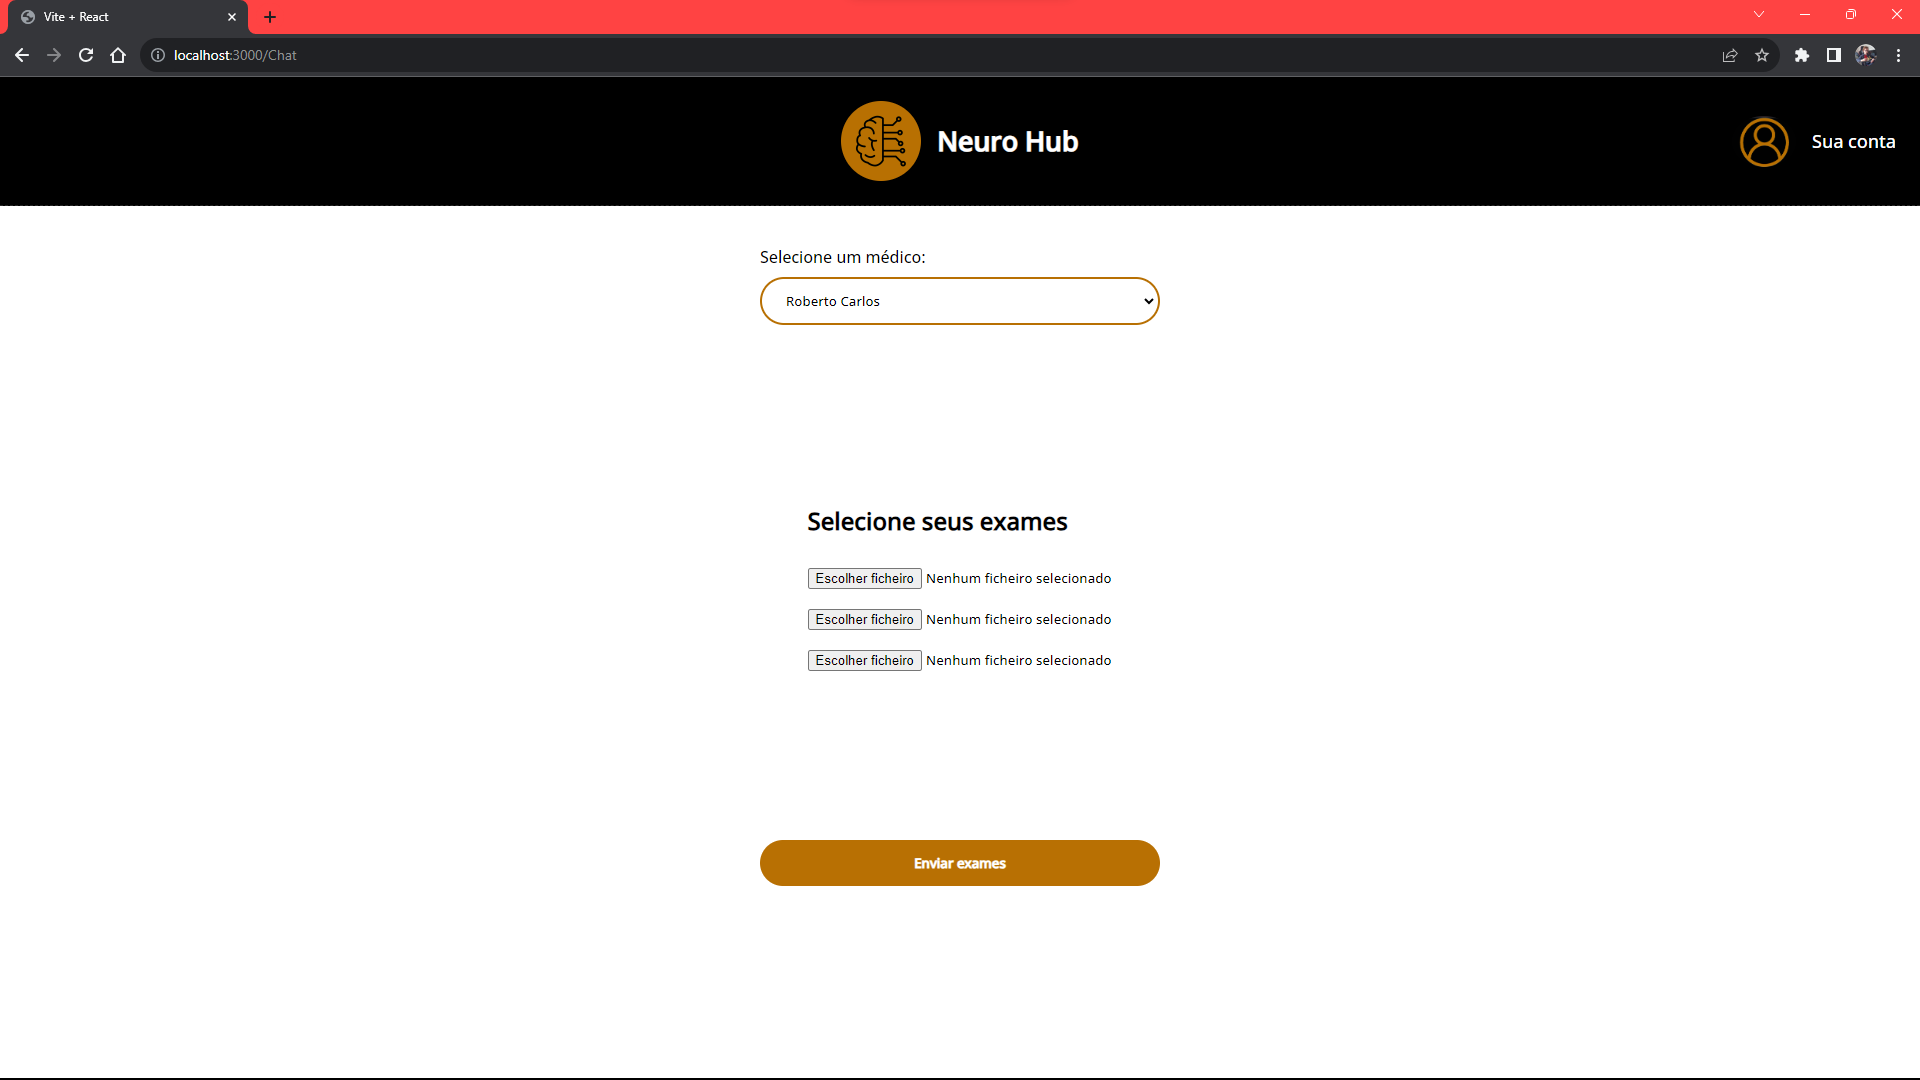 Vite + React
localhost:3000/Chat
Neuro Hub
Sua conta
Selecione um médico:
Roberto Carlos
Selecione seus exames
Escolher ficheiro Nenhum ficheiro selecionado
Escolher ficheiro Nenhum ficheiro selecionado
Escolher ficheiro Nenhum ficheiro selecionado
Enviar exames